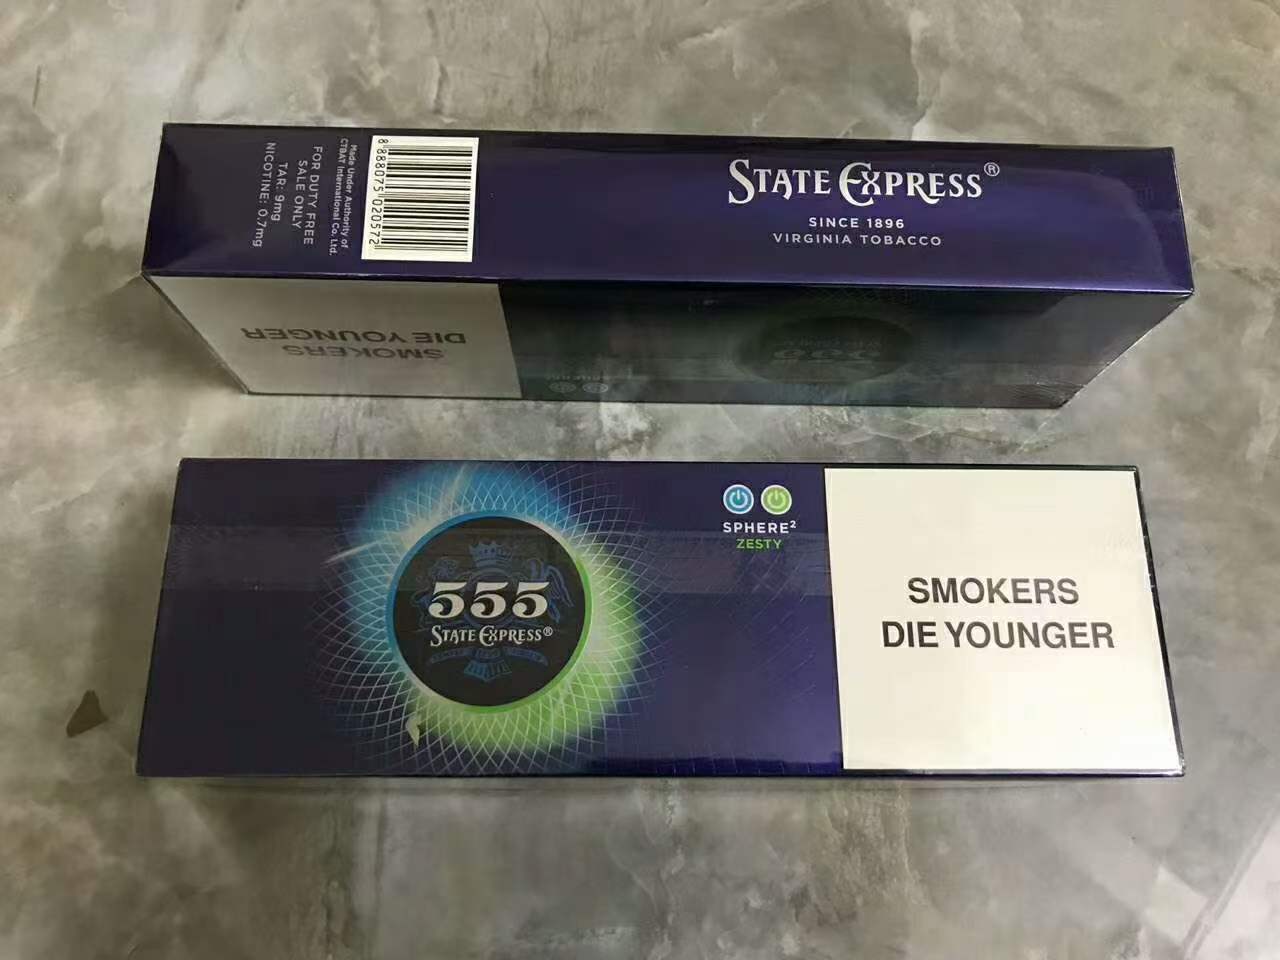 Made Under Authority of
CTBAT International Co. Ltd.
FOR DUTY FREE
SALE ONLY
TAR: 9mg
NICOTINE: 0.7mg
8 888075 020572
STATE EXPRESS®
SINCE 1896
VIRGINIA TOBACCO
SMOKERS
DIE YOUNGER
555
555
STATE EXPRESS®
SPHERE²
ZESTY
SMOKERS
DIE YOUNGER